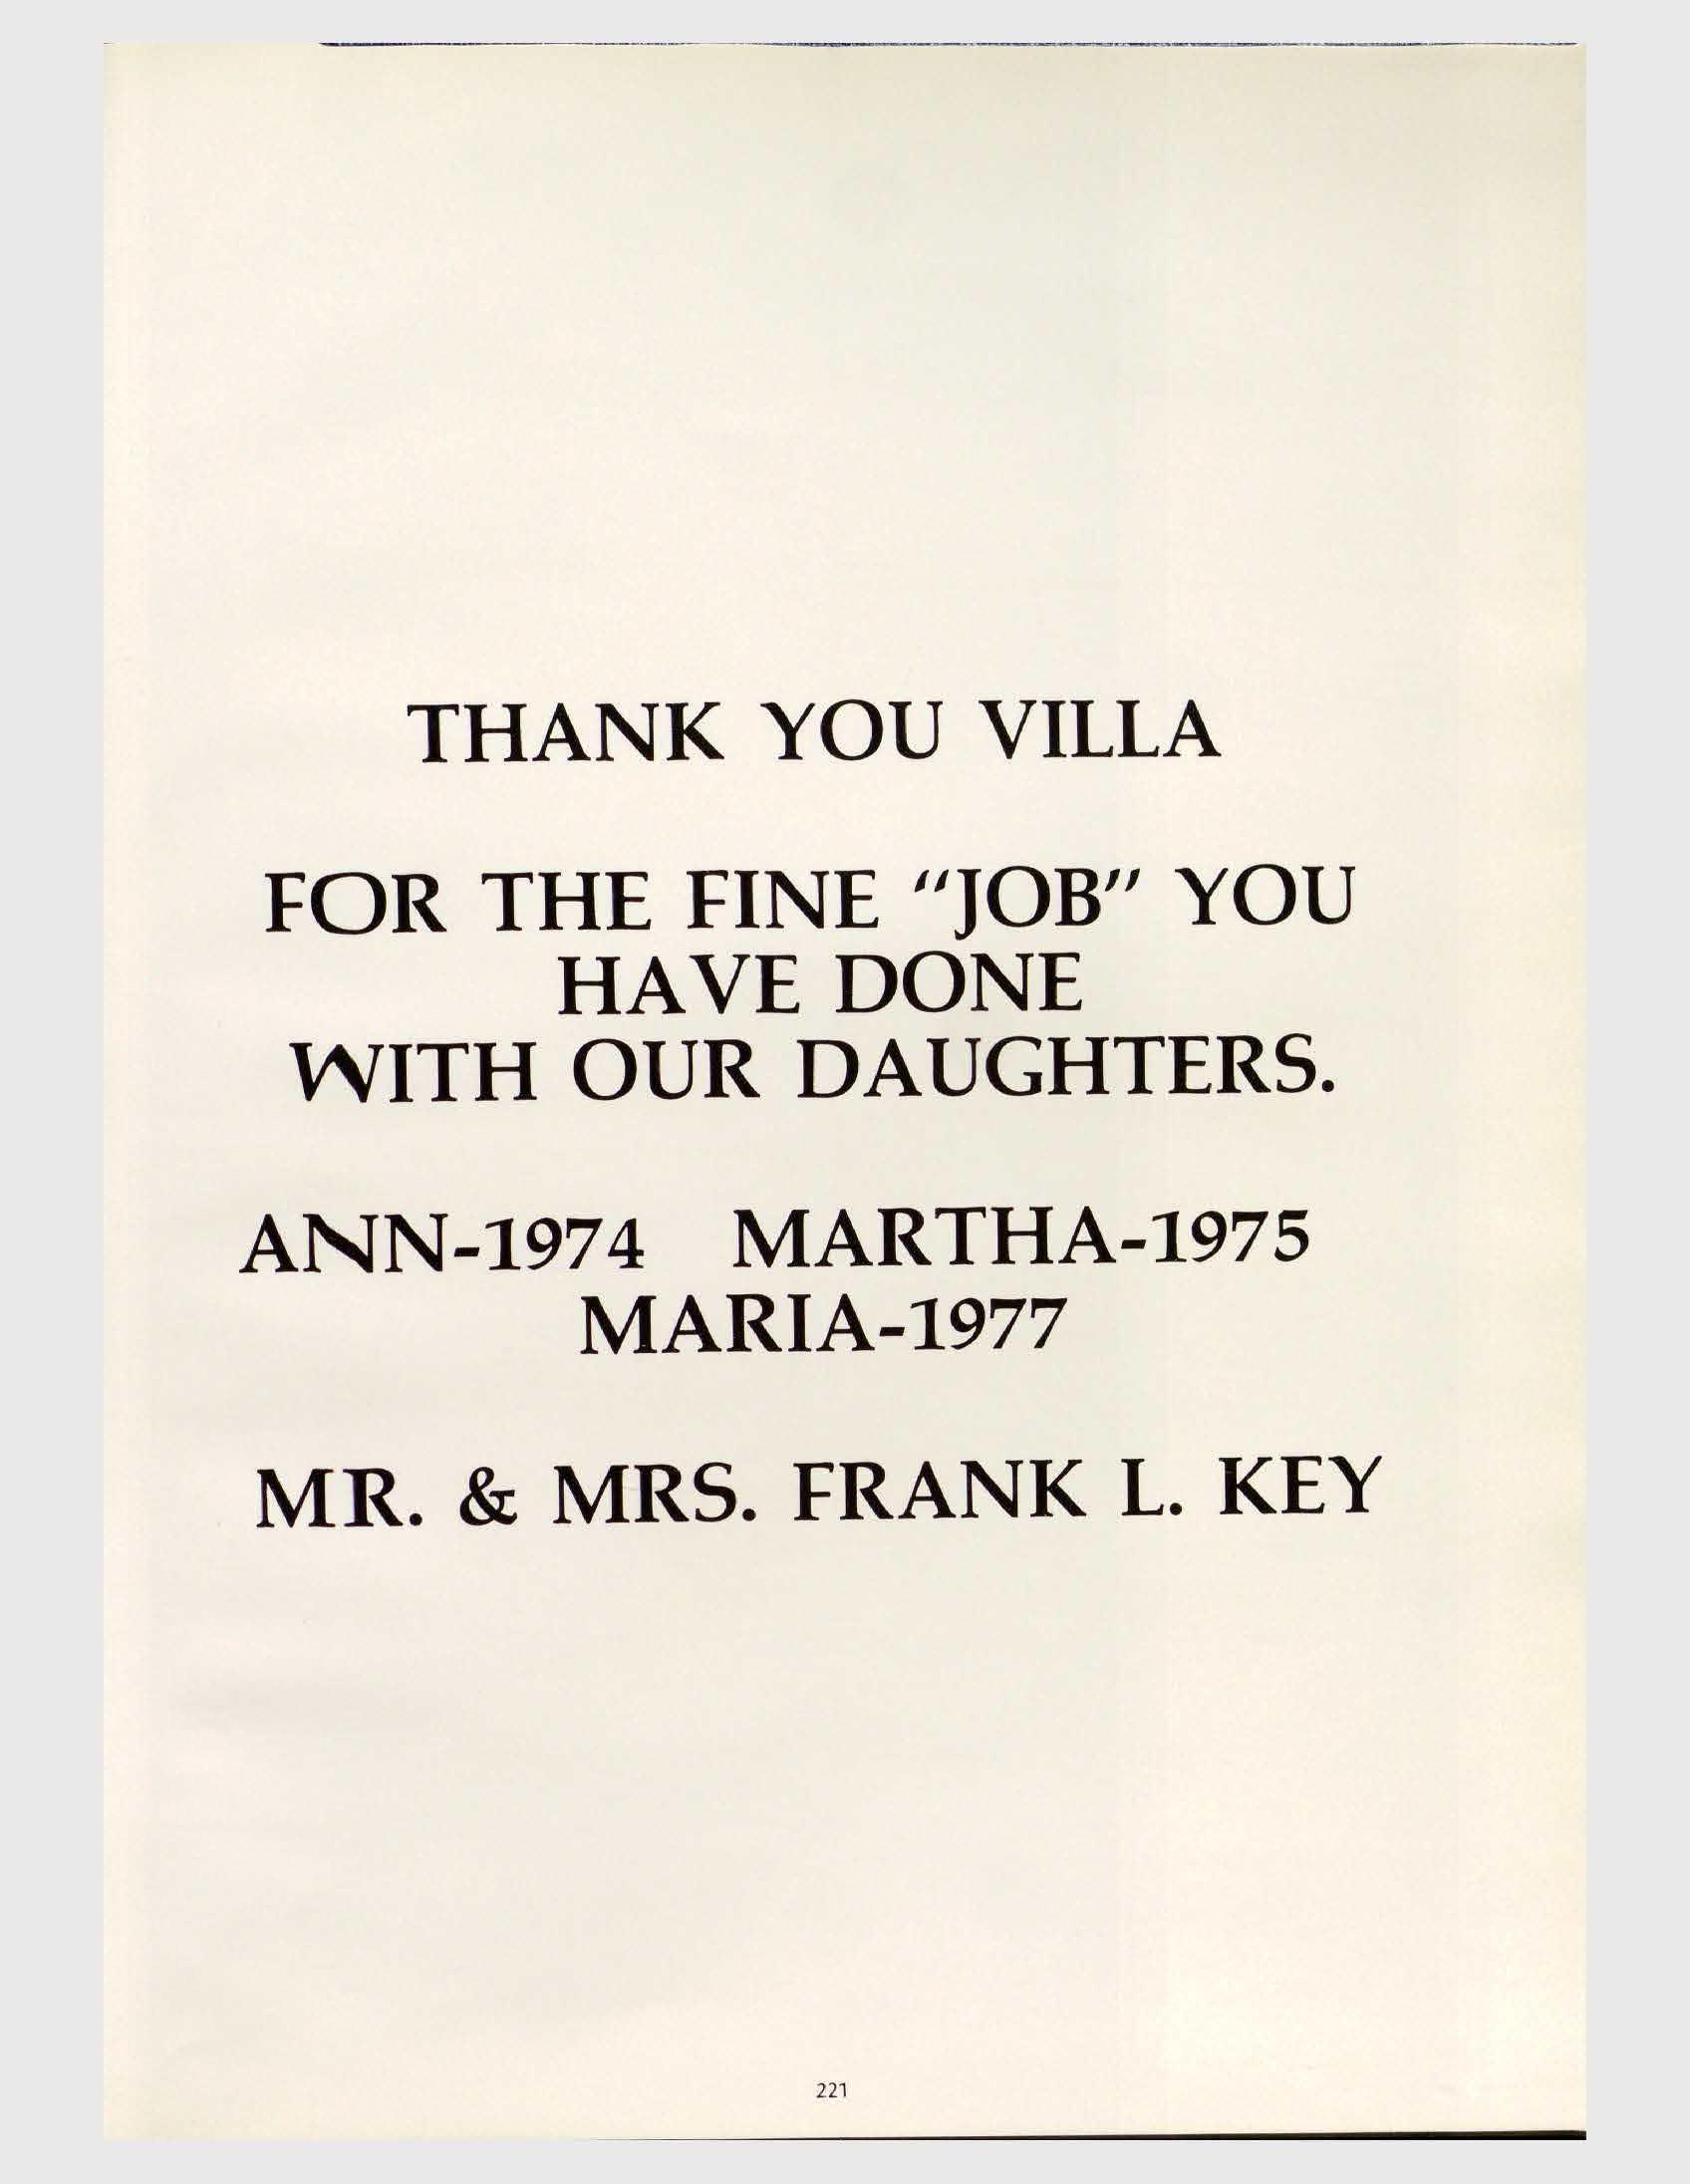 THANK YOU VILLA
FOR THE FINE “JOB” YOU
HAVE DONE
WITH OUR DAUGHTERS.
ANN-1974 MARTHA-1975
MARIA-1977
MR. & MRS. FRANK L. KEY
221